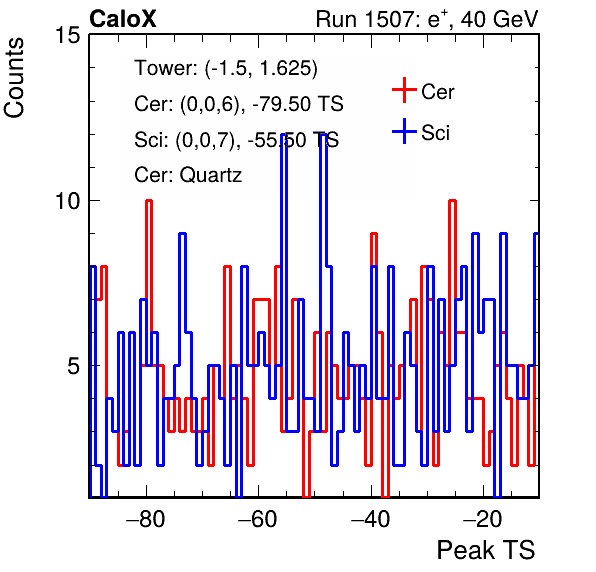 CaloX Run 1507: e⁺, 40 GeV
15
Counts
Tower: (-1.5, 1.625)
Cer: (0,0,6), -79.50 TS
Sci: (0,0,7), -55.50 TS
Cer: Quartz
Cer
Sci
10
5
−80 −60 −40 −20
Peak TS